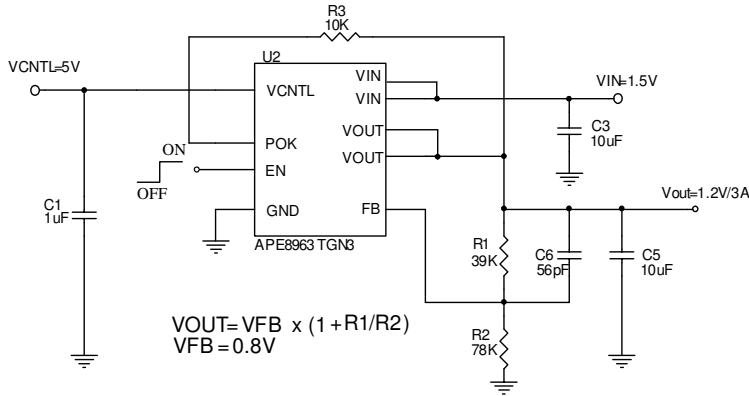 R3
10K
U2
VCNTL=5V
VIN
VCNTL
VIN
VIN=1.5V
VOUT
C3
10uF
ON
POK
VOUT
EN
OFF
Vout=1.2V/3A
C1
1uF
GND
FB
APE8963 TGN3
R1
39K
C6
56pF
C5
10uF
VOUT=VFB x (1+R1/R2)
VFB=0.8V
R2
78K